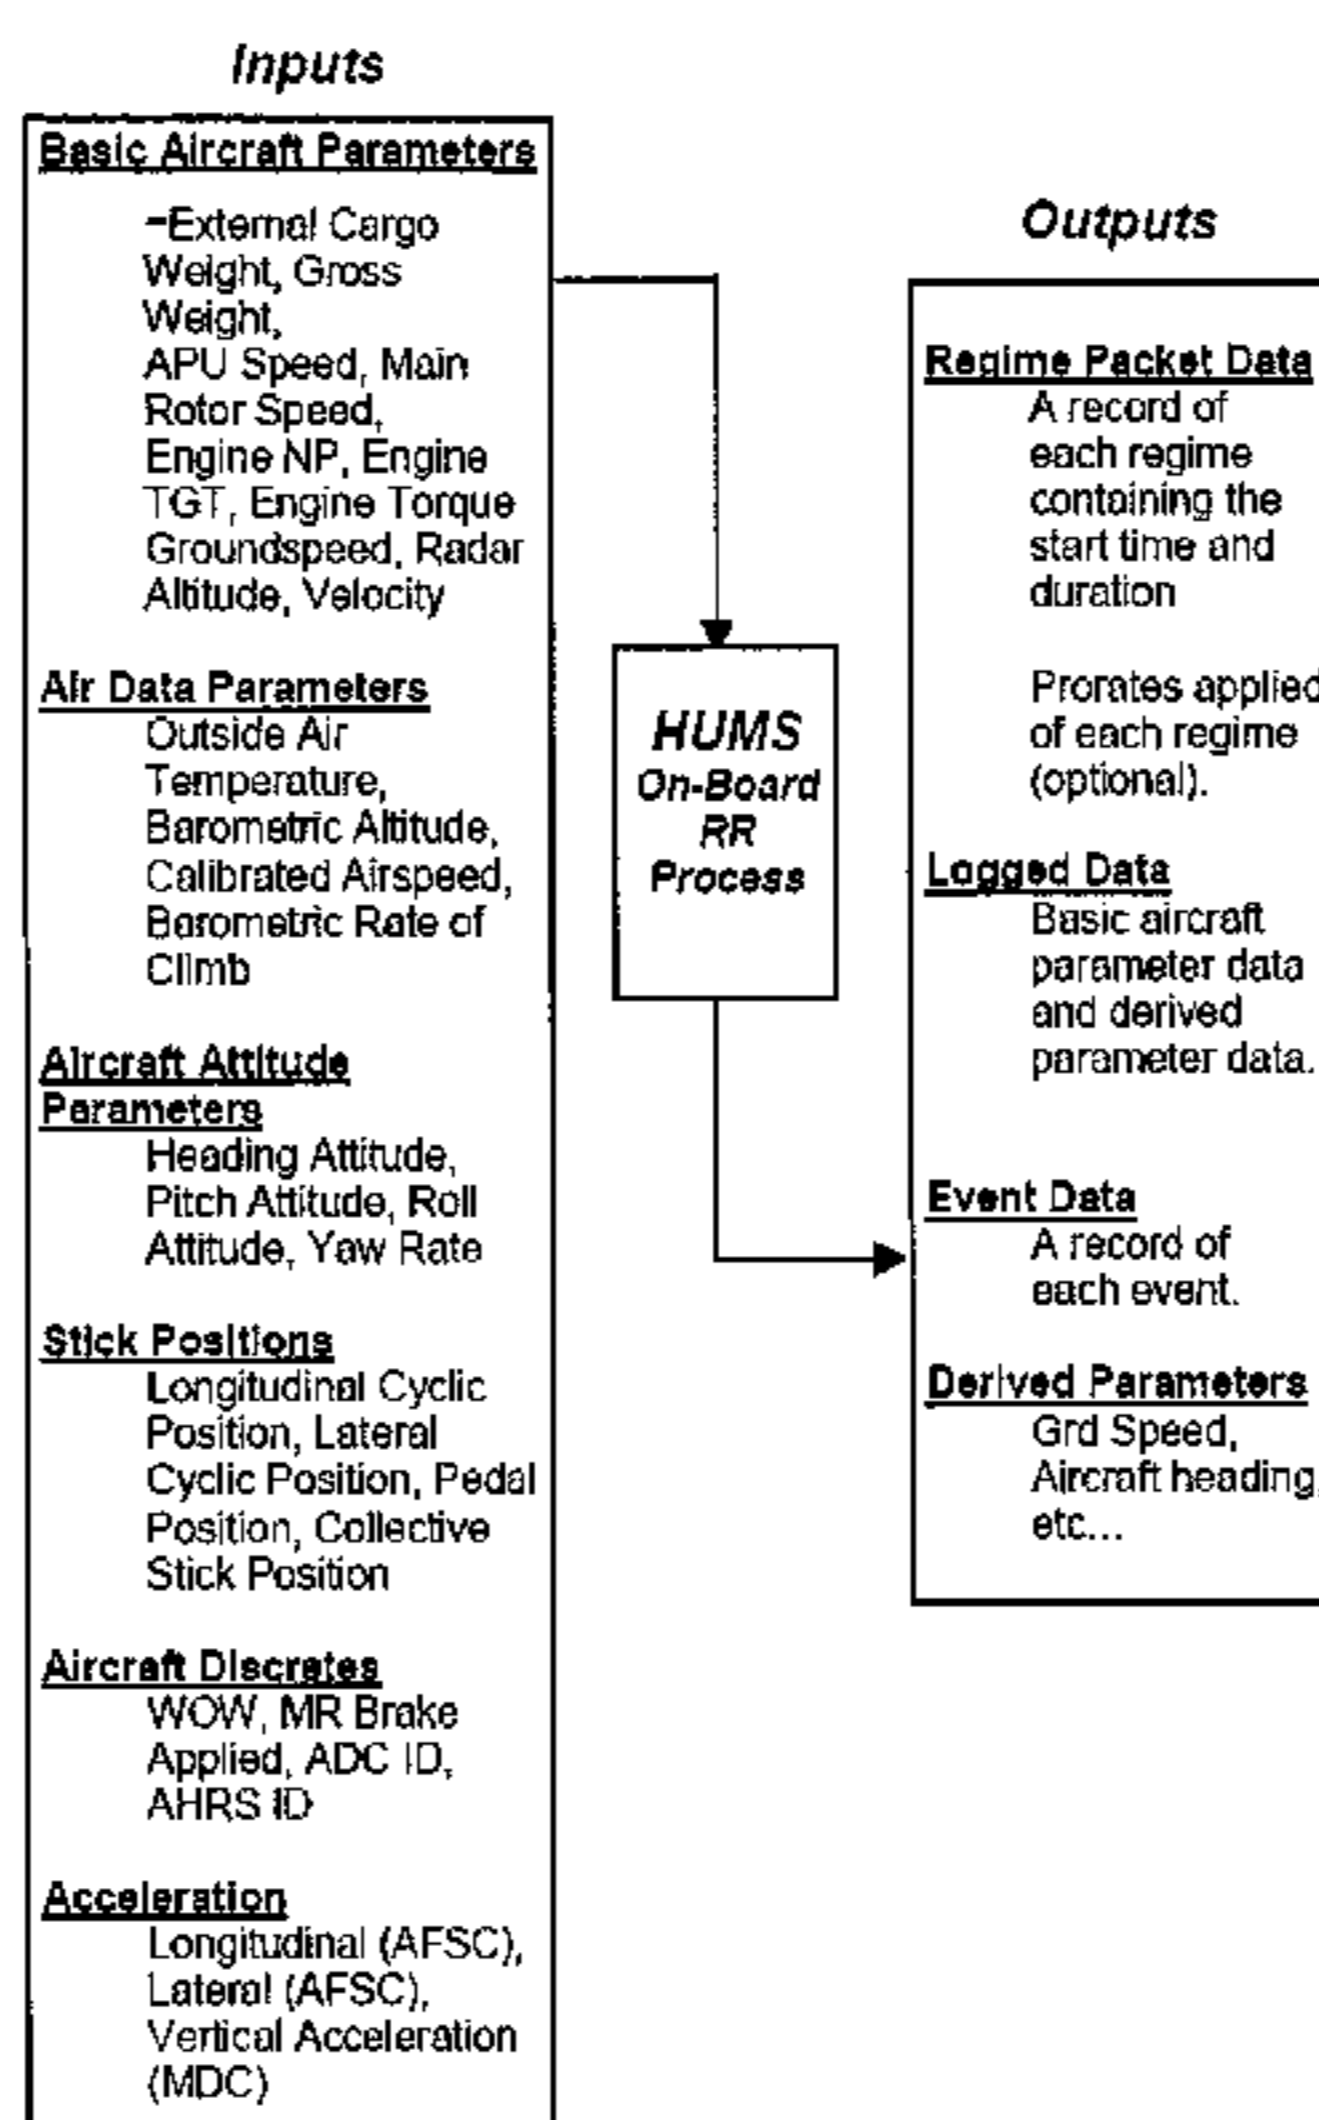 Inputs
Basic Aircraft Parameters
-External Cargo
Weight, Gross
Weight,
APU Speed, Main
Rotor Speed,
Engine NP, Engine
TGT, Engine Torque
Groundspeed, Radar
Altitude, Velocity
Air Data Parameters
Outside Air
Temperature,
Barometric Altitude,
Calibrated Airspeed,
Barometric Rate of
Climb
Aircraft Attitude
Parameters
Heading Attitude,
Pitch Attitude, Roll
Attitude, Yaw Rate
Stick Positions
Longitudinal Cyclic
Position, Lateral
Cyclic Position, Pedal
Position, Collective
Stick Position
Aircraft Discretes
WOW, MR Brake
Applied, ADC ID,
AHRS ID
Acceleration
Longitudinal (AFSC),
Lateral (AFSC),
Vertical Acceleration
(MDC)
HUMS
On-Board
RR
Process
Outputs
Regime Packet Data
A record of
each regime
containing the
start time and
duration
Prorates applied
of each regime
(optional).
Logged Data
Basic aircraft
parameter data
and derived
parameter data.
Event Data
A record of
each event.
Derived Parameters
Grd Speed,
Aircraft heading,
etc...